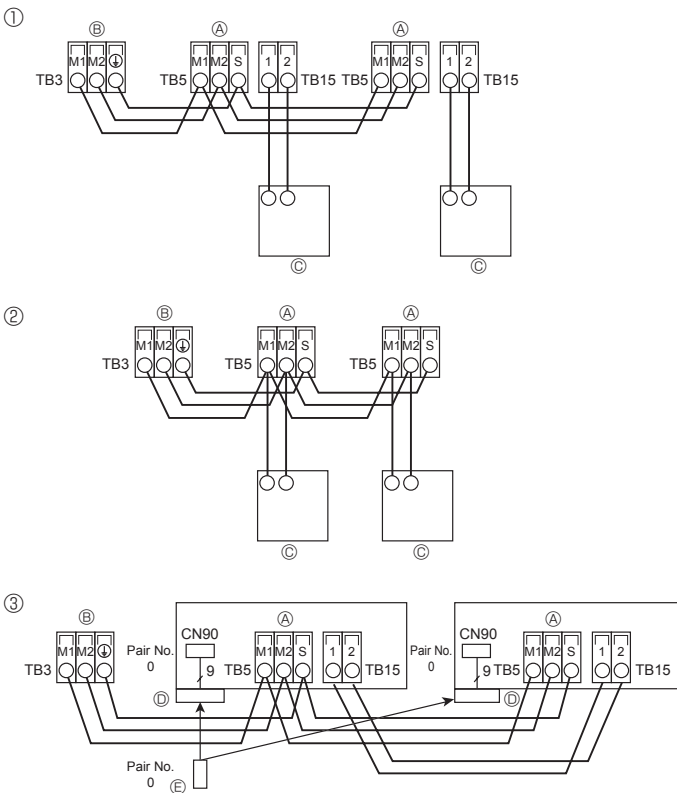 ①
Ⓑ Ⓐ Ⓐ
M1 M2 ⏚ M1 M2 S 1 2 M1 M2 S 1 2
TB3 TB5 TB15 TB5 TB15
Ⓒ Ⓒ
②
Ⓑ Ⓐ Ⓐ
M1 M2 ⏚ M1 M2 S M1 M2 S
TB3 TB5 TB5
Ⓒ Ⓒ
③
Ⓑ Ⓐ Ⓐ
CN90 CN90
M1 M2 ⏚ Pair No. M1 M2 S 1 2 Pair No. M1 M2 S 1 2
TB3 0 9 TB5 TB15 0 9 TB5 TB15
Ⓓ Ⓓ
Pair No.
0 Ⓔ